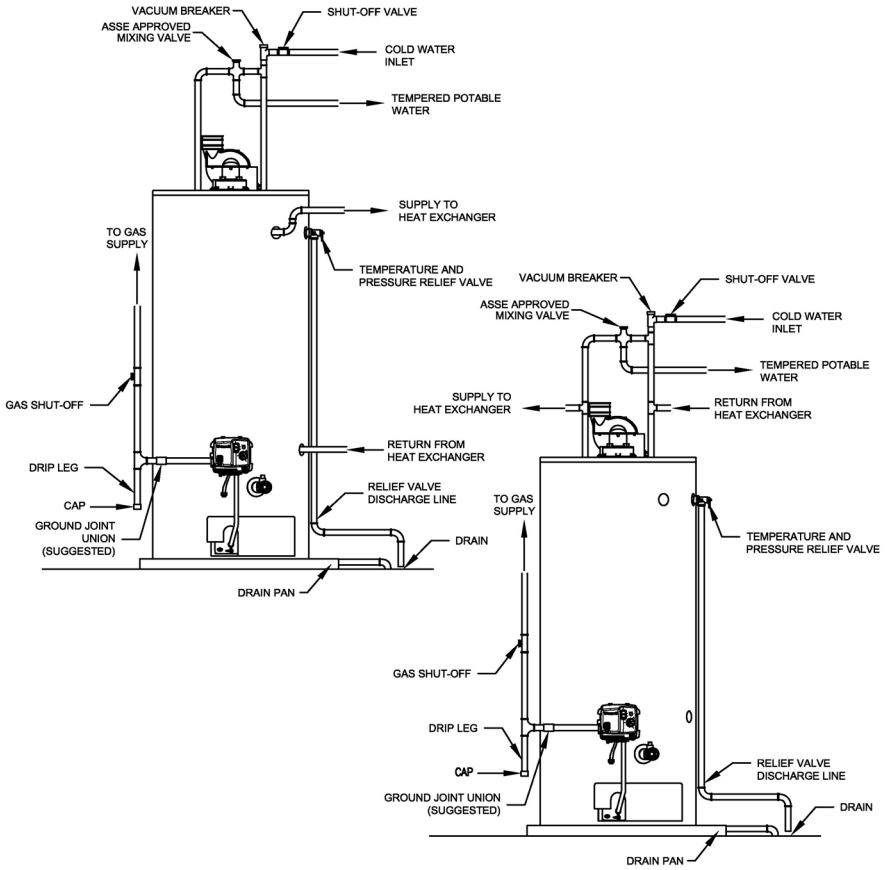 VACUUM BREAKER
SHUT-OFF VALVE
ASSE APPROVED
MIXING VALVE
COLD WATER
INLET
TEMPERED POTABLE
WATER
SUPPLY TO
HEAT EXCHANGER
TO GAS
SUPPLY
TEMPERATURE AND
PRESSURE RELIEF VALVE
GAS SHUT-OFF
RETURN FROM
HEAT EXCHANGER
DRIP LEG
CAP
RELIEF VALVE
DISCHARGE LINE
GROUND JOINT
UNION
(SUGGESTED)
DRAIN
DRAIN PAN
VACUUM BREAKER
SHUT-OFF VALVE
ASSE APPROVED
MIXING VALVE
COLD WATER
INLET
TEMPERED POTABLE
WATER
SUPPLY TO
HEAT EXCHANGER
RETURN FROM
HEAT EXCHANGER
TO GAS
SUPPLY
TEMPERATURE AND
PRESSURE RELIEF VALVE
GAS SHUT-OFF
DRIP LEG
CAP
RELIEF VALVE
DISCHARGE LINE
GROUND JOINT UNION
(SUGGESTED)
DRAIN
DRAIN PAN